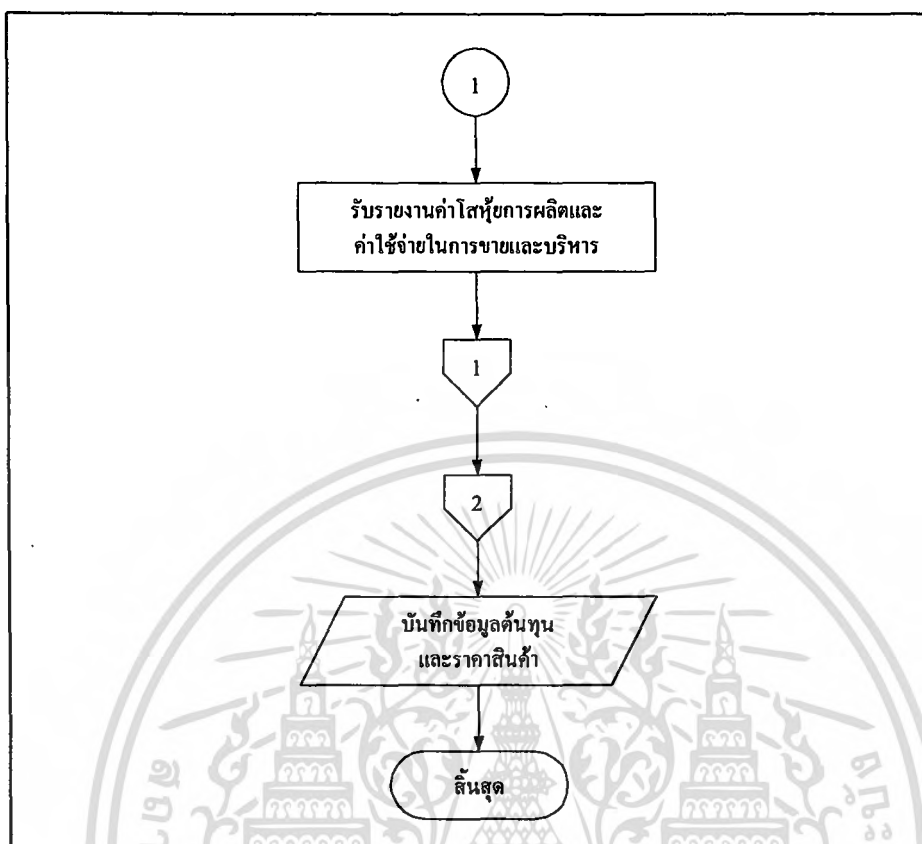 1
รับรายงานค่าโสหุ้ยการผลิตและ
ค่าใช้จ่ายในการขายและบริหาร
1
2
บันทึกข้อมูลต้นทุน
และราคาสินค้า
สิ้นสุด